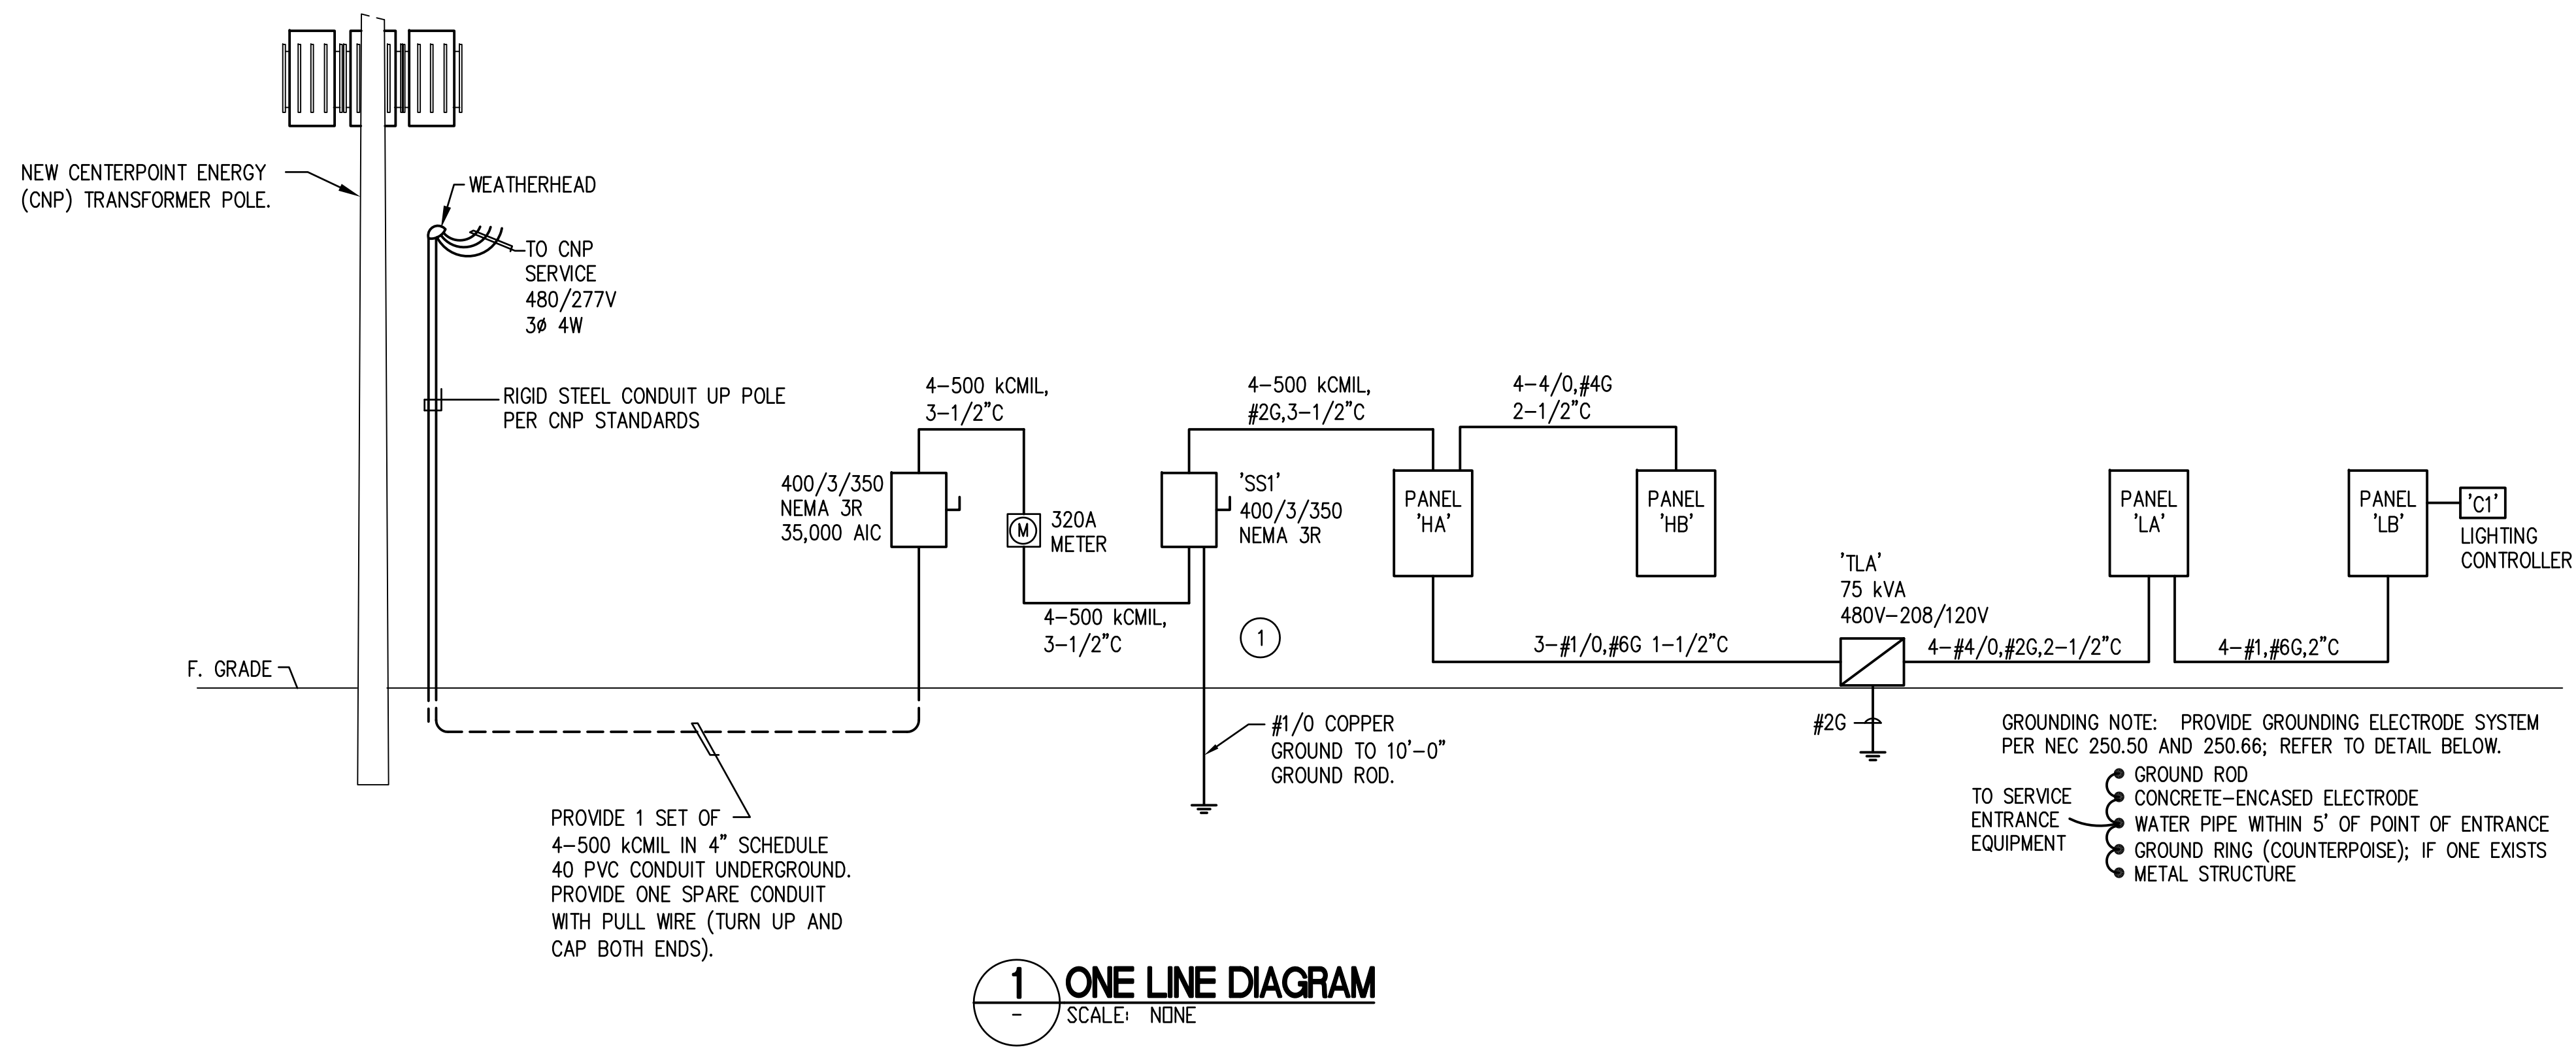 NEW CENTERPOINT ENERGY
(CNP) TRANSFORMER POLE.
WEATHERHEAD
TO CNP
SERVICE
480/277V
3ø 4W
RIGID STEEL CONDUIT UP POLE
PER CNP STANDARDS
F. GRADE
PROVIDE 1 SET OF
4-500 kCMIL IN 4" SCHEDULE
40 PVC CONDUIT UNDERGROUND.
PROVIDE ONE SPARE CONDUIT
WITH PULL WIRE (TURN UP AND
CAP BOTH ENDS).
400/3/350
NEMA 3R
35,000 AIC
4-500 kCMIL,
3-1/2"C
M
320A
METER
4-500 kCMIL,
3-1/2"C
'SS1'
400/3/350
NEMA 3R
1
#1/0 COPPER
GROUND TO 10'-0"
GROUND ROD.
4-500 kCMIL,
#2G,3-1/2"C
PANEL
'HA'
4-4/0,#4G
2-1/2"C
PANEL
'HB'
3-#1/0,#6G 1-1/2"C
'TLA'
75 kVA
480V-208/120V
#2G
4-#4/0,#2G,2-1/2"C
PANEL
'LA'
4-#1,#6G,2"C
PANEL
'LB'
'C1'
LIGHTING
CONTROLLER
GROUNDING NOTE: PROVIDE GROUNDING ELECTRODE SYSTEM
PER NEC 250.50 AND 250.66; REFER TO DETAIL BELOW.
TO SERVICE
ENTRANCE
EQUIPMENT
GROUND ROD
CONCRETE-ENCASED ELECTRODE
WATER PIPE WITHIN 5' OF POINT OF ENTRANCE
GROUND RING (COUNTERPOISE); IF ONE EXISTS
METAL STRUCTURE
1
-
ONE LINE DIAGRAM
SCALE: NONE